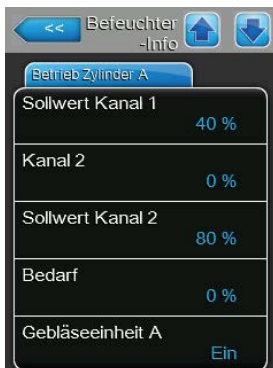 <<
Befeuchter
-Info
Betrieb Zylinder A
Sollwert Kanal 1
40 %
Kanal 2
0 %
Sollwert Kanal 2
80 %
Bedarf
0 %
Gebläseeinheit A
Ein